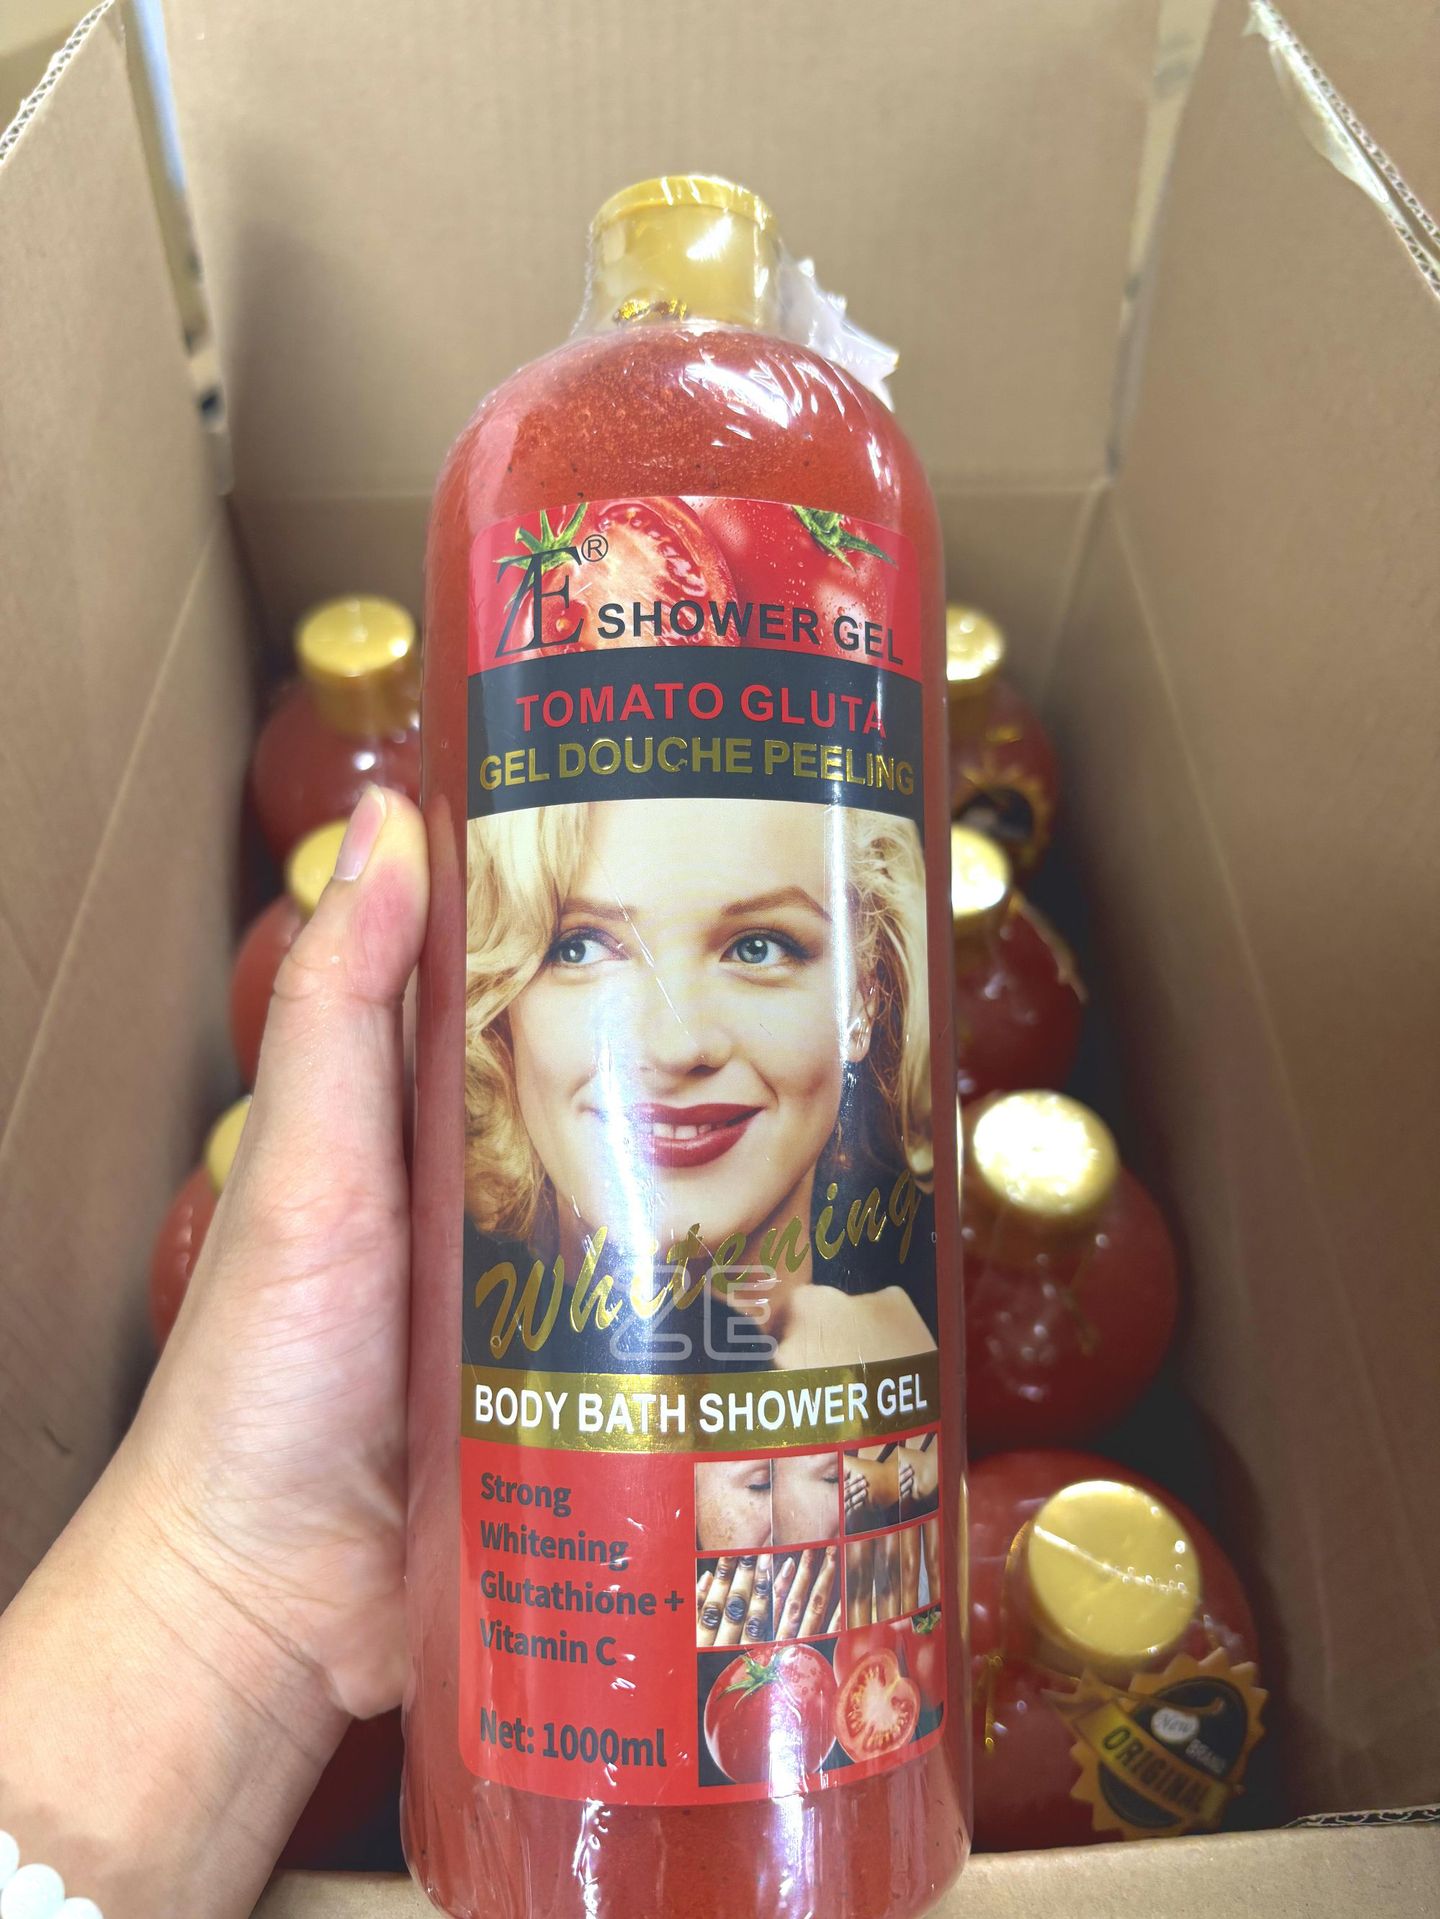 ZE® SHOWER GEL
TOMATO GLUTA
GEL DOUCHE PEELING
Whitening
ZE
BODY BATH SHOWER GEL
Strong
Whitening
Glutathione +
Vitamin C
Net: 1000ml
New
BRAND
ORIGINAL